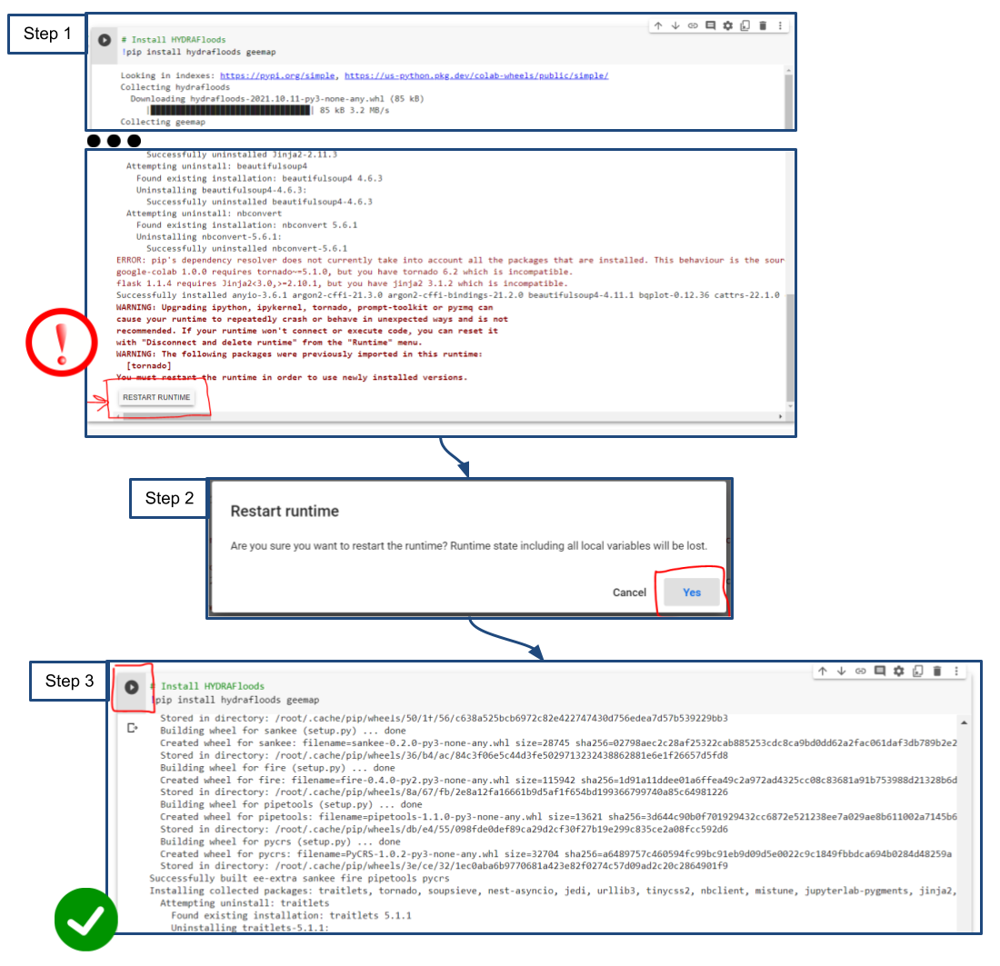 Step 1
# Install HYDRAFloods
!pip install hydrafloods geemap
Looking in indexes: https://pypi.org/simple, https://us-python.pkg.dev/colab-wheels/public/simple/
Collecting hydrafloods
Downloading hydrafloods-2021.10.11-py3-none-any.whl (85 kB)
85 kB 3.2 MB/s
Collecting geemap
Successfully uninstalled Jinja2-2.11.3
Attempting uninstall: beautifulsoup4
Found existing installation: beautifulsoup4 4.6.3
Uninstalling beautifulsoup4-4.6.3:
Successfully uninstalled beautifulsoup4-4.6.3
Attempting uninstall: nbconvert
Found existing installation: nbconvert 5.6.1
Uninstalling nbconvert-5.6.1:
Successfully uninstalled nbconvert-5.6.1
ERROR: pip's dependency resolver does not currently take into account all the packages that are installed. This behaviour is the sour
google-colab 1.0.0 requires tornado~=5.1.0, but you have tornado 6.2 which is incompatible.
flask 1.1.4 requires Jinja2<3.0,>=2.10.1, but you have jinja2 3.1.2 which is incompatible.
Successfully installed anyio-3.6.1 argon2-cffi-21.3.0 argon2-cffi-bindings-21.2.0 beautifulsoup4-4.11.1 bqplot-0.12.36 cattrs-22.1.0
WARNING: Upgrading ipython, ipykernel, tornado, prompt-toolkit or pyzmq can
cause your runtime to repeatedly crash or behave in unexpected ways and is not
recommended. If your runtime won't connect or execute code, you can reset it
with "Disconnect and delete runtime" from the "Runtime" menu.
WARNING: The following packages were previously imported in this runtime:
[tornado]
You must restart the runtime in order to use newly installed versions.
RESTART RUNTIME
Step 2
Restart runtime
Are you sure you want to restart the runtime? Runtime state including all local variables will be lost.
Cancel Yes
Step 3
# Install HYDRAFloods
!pip install hydrafloods geemap
Stored in directory: /root/.cache/pip/wheels/50/1f/56/c638a525bcb6972c82e422747430d756edea7d57b539229bb3
Building wheel for sankee (setup.py) ... done
Created wheel for sankee: filename=sankee-0.2.0-py3-none-any.whl size=28745 sha256=02798aec2c28af25322cab885253cdc8ca9bd0dd62a2fac061daf3db789b2e2
Stored in directory: /root/.cache/pip/wheels/36/b4/ac/84c3f06e5c44d3fe5029713232438862881e6e1f26657d5fd8
Building wheel for fire (setup.py) ... done
Created wheel for fire: filename=fire-0.4.0-py2.py3-none-any.whl size=115942 sha256=1d91a11ddee01a6ffea49c2a972ad4325cc08c83681a91b753988d21328b6d
Stored in directory: /root/.cache/pip/wheels/8a/67/fb/2e8a12fa16661b9d5af1f654bd199366799740a85c64981226
Building wheel for pipetools (setup.py) ... done
Created wheel for pipetools: filename=pipetools-1.1.0-py3-none-any.whl size=13621 sha256=3d644c90b0f701929432cc6872e521238ee7a029ae8b611002a7145b6
Stored in directory: /root/.cache/pip/wheels/db/e4/55/098fde0def89ca29d2cf30f27b19e299c835ce2a08fcc592d6
Building wheel for pycrs (setup.py) ... done
Created wheel for pycrs: filename=PyCRS-1.0.2-py3-none-any.whl size=32704 sha256=a6489757c460594fc99bc91eb9d09d5e0022c9c1849fbbdca694b0284d48259a
Stored in directory: /root/.cache/pip/wheels/3e/ce/32/1ec0aba6b9770681a423e82f0274c57d09ad2c20c2864901f9
Successfully built ee-extra sankee fire pipetools pycrs
Installing collected packages: traitlets, tornado, soupsieve, nest-asyncio, jedi, urllib3, tinycss2, nbclient, mistune, jupyterlab-pygments, jinja2,
Attempting uninstall: traitlets
Found existing installation: traitlets 5.1.1
Uninstalling traitlets-5.1.1: